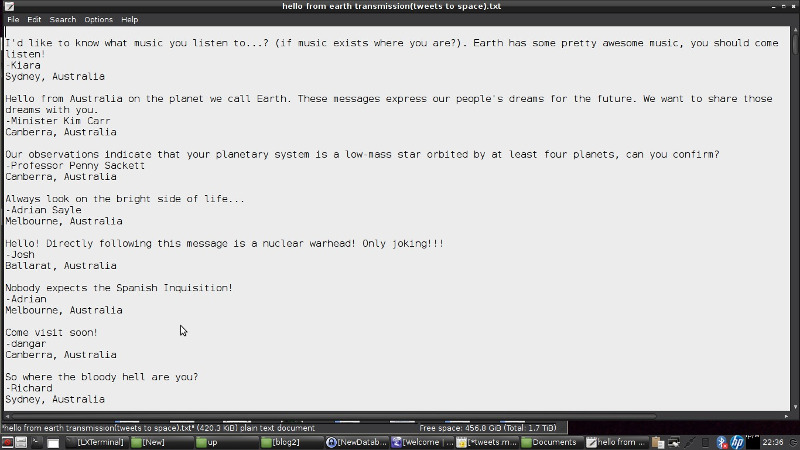 hello from earth transmission(tweets to space).txt
File Edit Search Options Help
I'd like to know what music you listen to...? (if music exists where you are?). Earth has some pretty awesome music, you should come
listen!
-Kiara
Sydney, Australia
Hello from Australia on the planet we call Earth. These messages express our people's dreams for the future. We want to share those
dreams with you.
-Minister Kim Carr
Canberra, Australia
Our observations indicate that your planetary system is a low-mass star orbited by at least four planets, can you confirm?
-Professor Penny Sackett
Canberra, Australia
Always look on the bright side of life...
-Adrian Sayle
Melbourne, Australia
Hello! Directly following this message is a nuclear warhead! Only joking!!!
-Josh
Ballarat, Australia
Nobody expects the Spanish Inquisition!
-Adrian
Melbourne, Australia
Come visit soon!
-dangar
Canberra, Australia
So where the bloody hell are you?
-Richard
Sydney, Australia
"hello from earth transmission(tweets to space).txt" (420.3 KiB) plain text document Free space: 456.8 GiB (Total: 1.7 TiB)
[LXTerminal] [New] up [blog2] [NewDatab... [Welcome ... [*tweets m... Documents hello from ... hp 22:36